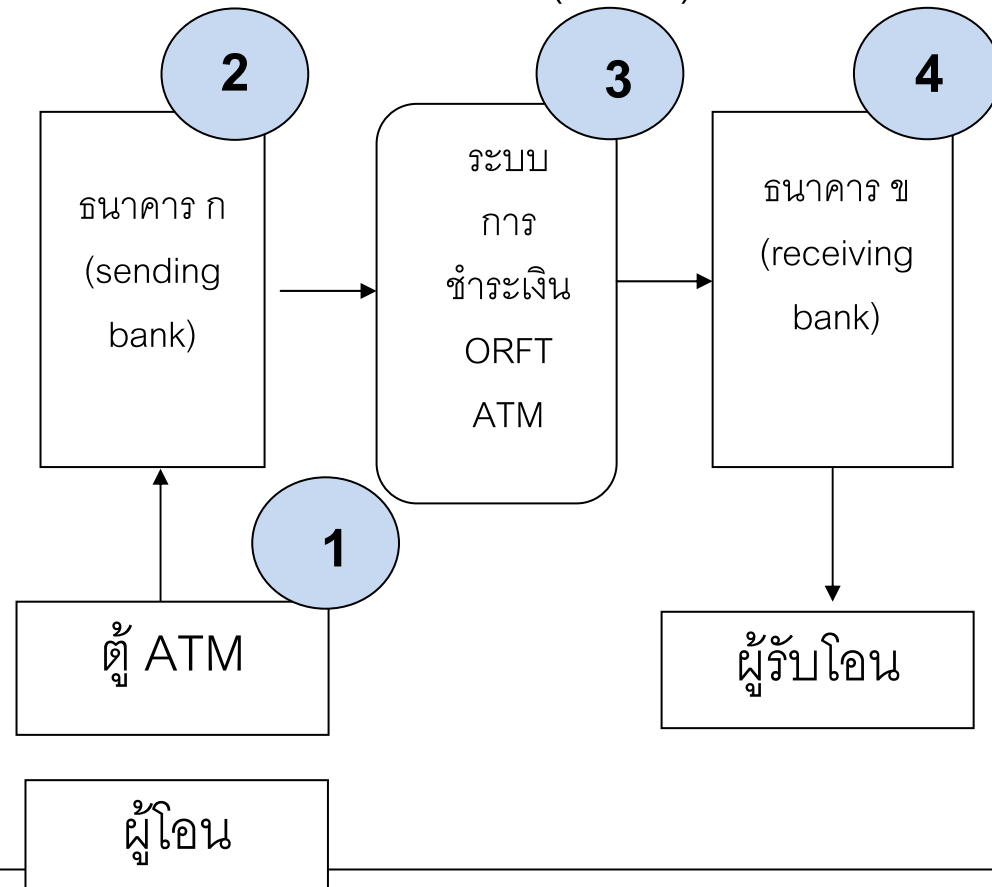 2
3
4
ธนาคาร ก
(sending
bank)
ระบบ
การ
ชำระเงิน
ORFT
ATM
ธนาคาร ข
(receiving
bank)
1
ตู้ ATM
ผู้รับโอน
ผู้โอน